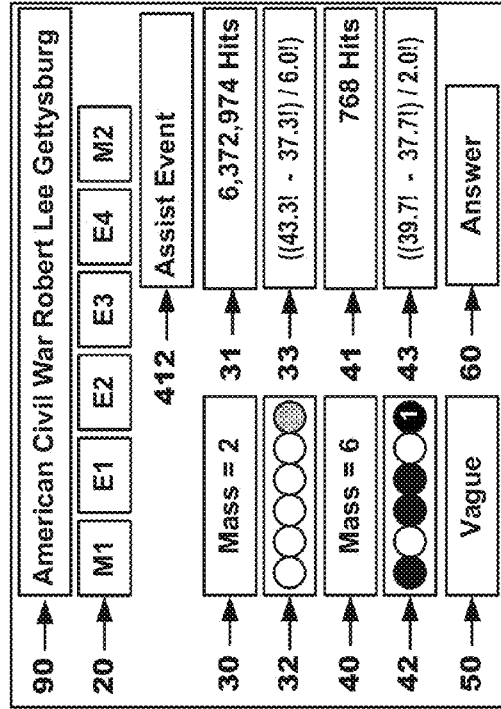 90 American Civil War Robert Lee Gettysburg
20 M1 E1 E2 E3 E4 M2
412 Assist Event
30 Mass = 2 31 6,372,974 Hits
32 33 ((43.3! - 37.3!) / 6.0!)
40 Mass = 6 41 768 Hits
42 1 43 ((39.7! - 37.7!) / 2.0!)
50 Vague 60 Answer